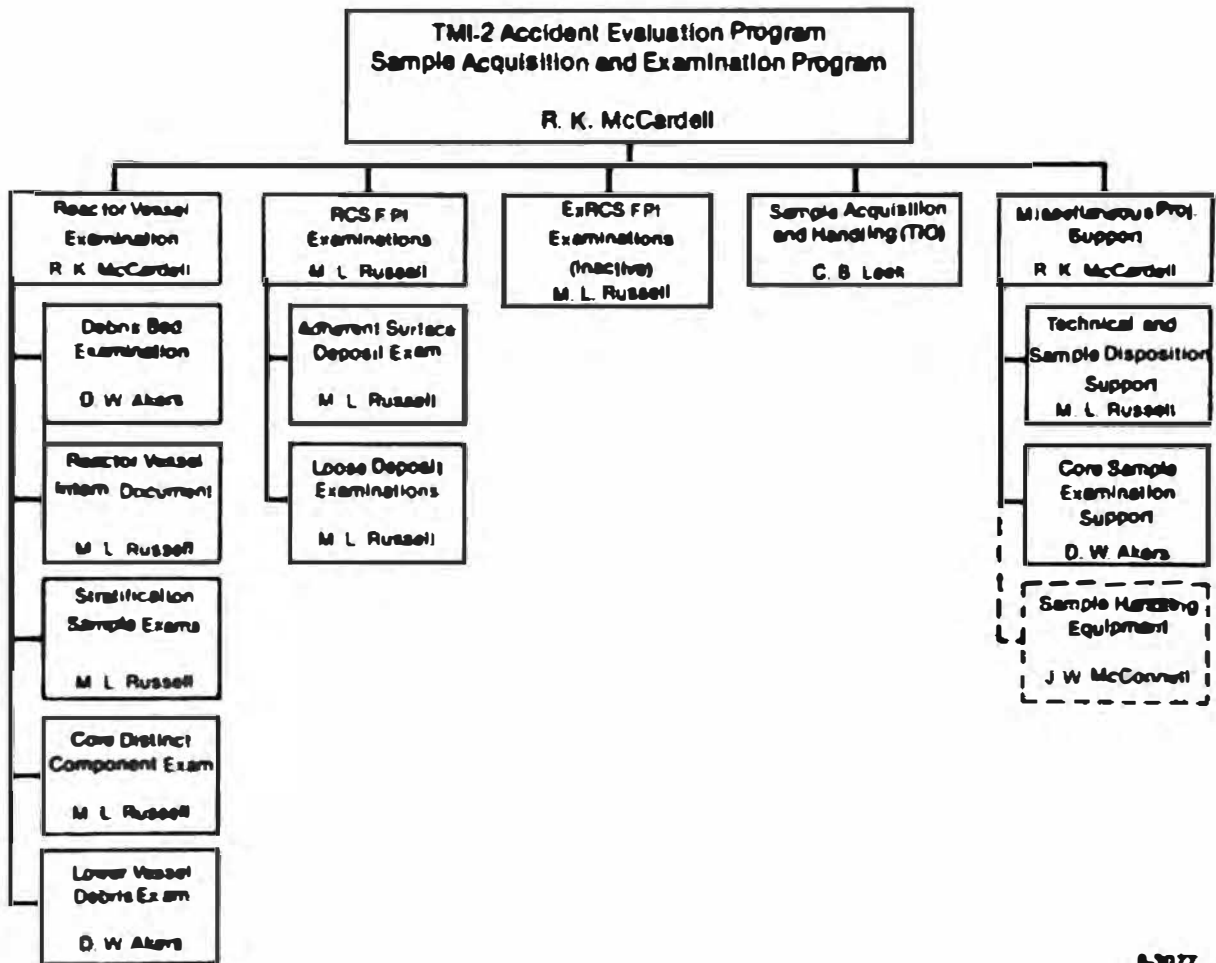 TMI-2 Accident Evaluation Program
Sample Acquisition and Examination Program
R. K. McCardell
Reactor Vessel
Examination
R K McCardell
RCS FPI
Examinations
M L Russell
ExRCS FPI
Examinations
(Inactive)
M. L. Russell
Sample Acquisition
and Handling (TIO)
C. B Leek
Miscellaneous Proj.
Support
R K McCardell
Debris Bed
Examination
D. W Akers
Reactor Vessel
Intern Document
M L Russell
Stratification
Sample Exams
M L Russell
Core Distinct
Component Exam
M L Russell
Lower Vessel
Debris Exam
D. W Akers
Adherent Surface
Deposit Exam
M L Russell
Loose Deposit
Examinations
M L Russell
Technical and
Sample Disposition
Support
M. L Russell
Core Sample
Examination
Support
D. W. Akers
Sample Handling
Equipment
J W McConnell